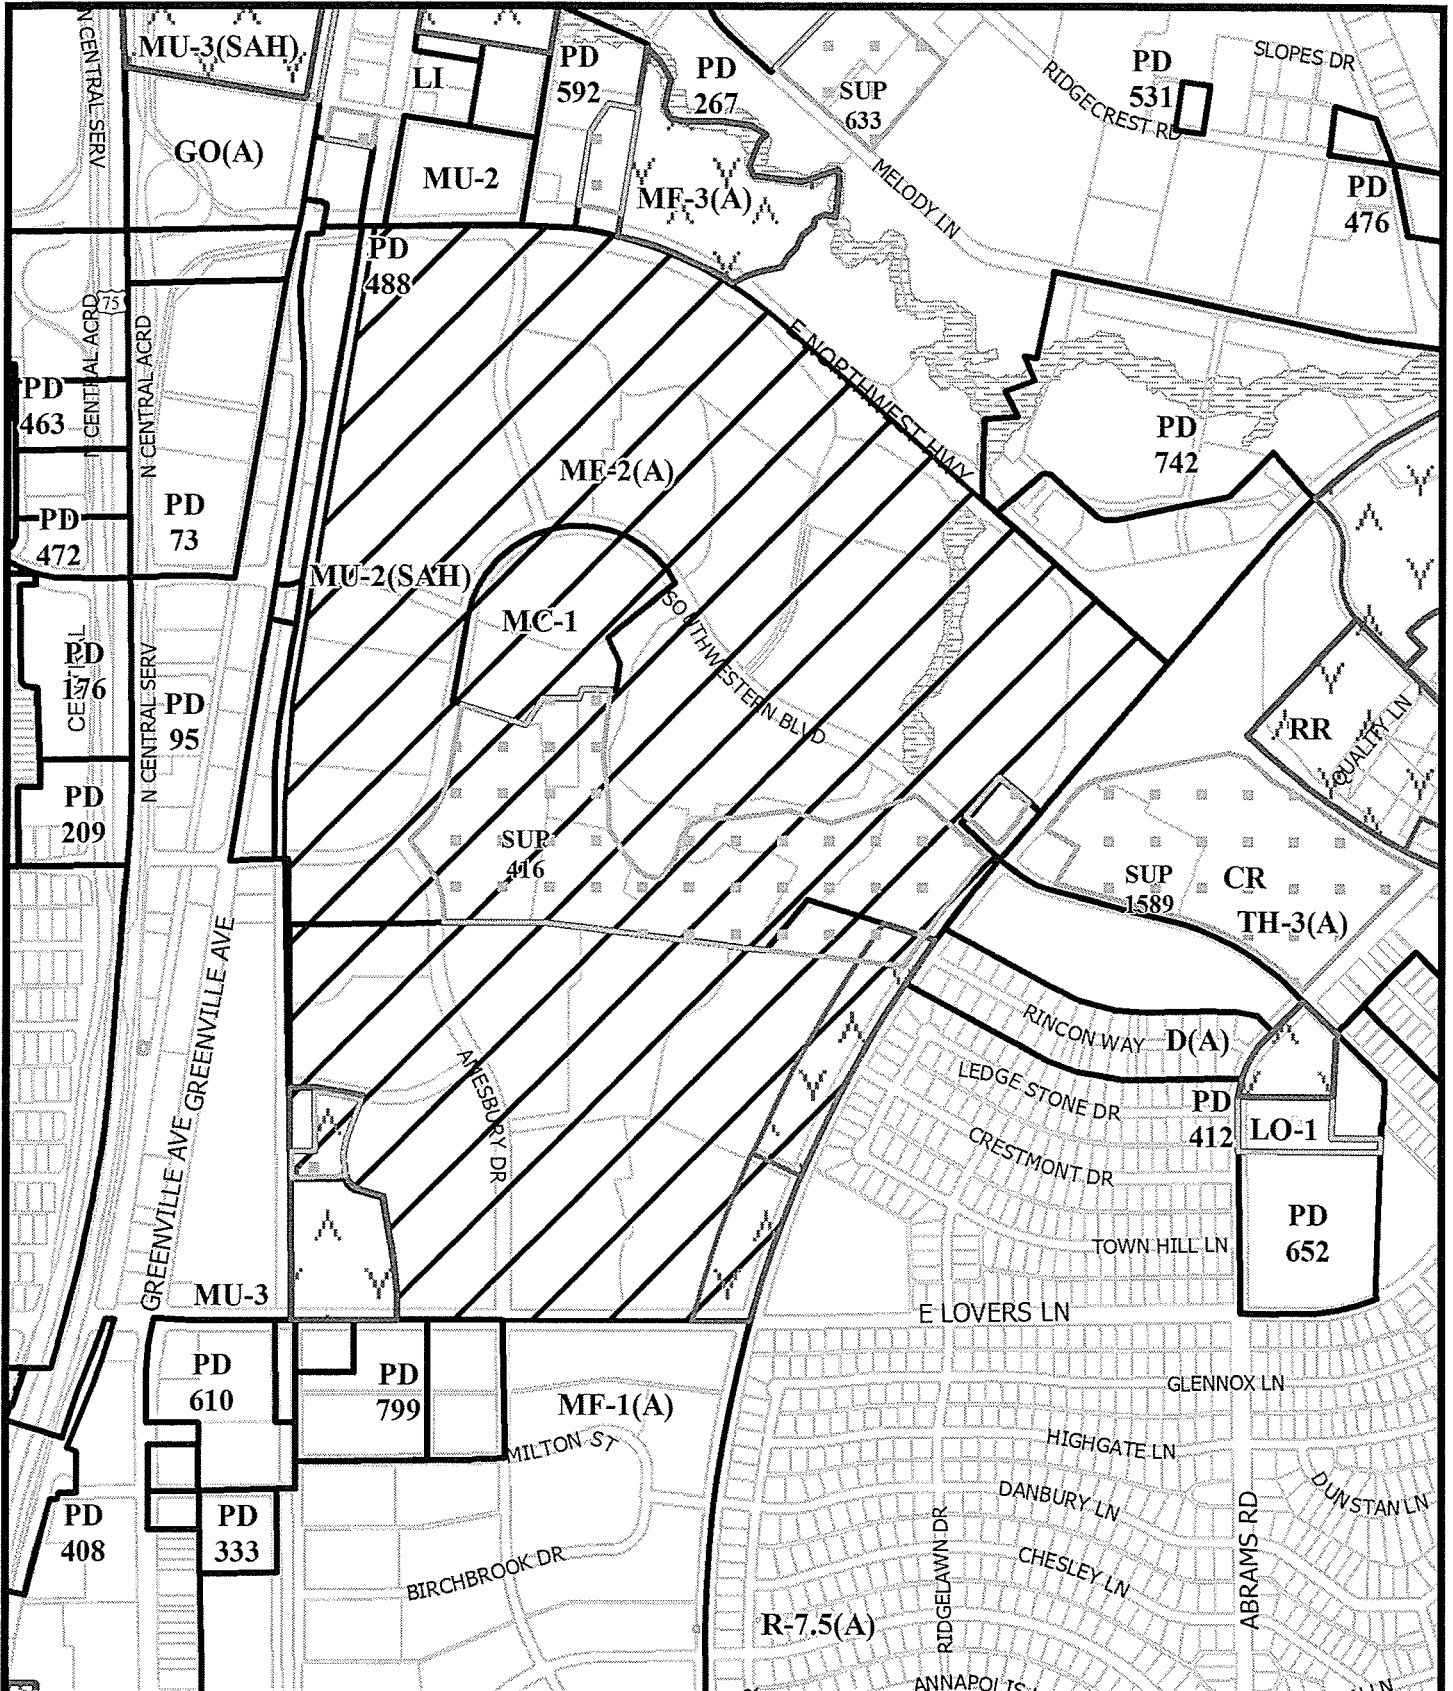 N CENTRAL SERV
MU-3(SAH)
LI
PD
592
PD
267
SUP
633
PD
531
SLOPES DR
RIDGECREST RD
GO(A)
MU-2
MF-3(A)
MELODY LN
PD
476
PD
488
75
N CENTRAL ACRD
N CENTRAL ACRD
E NORTHWEST HWY
PD
463
PD
742
MF-2(A)
PD
472
PD
73
MU-2(SAH)
MC-1
SOUTHWESTERN BLVD
PD
176
CENTRAL
N CENTRAL SERV
PD
95
RR
QUALITY LN
PD
209
SUP
416
SUP
1589
CR
TH-3(A)
GREENVILLE AVE
GREENVILLE AVE
AMESBURY DR
RINCON WAY
D(A)
LEDGE STONE DR
PD
412
LO-1
CRESTMONT DR
TOWN HILL LN
PD
652
MU-3
E LOVERS LN
PD
610
PD
799
MF-1(A)
GLENNOX LN
MILTON ST
HIGHGATE LN
DANBURY LN
DUNSTAN LN
PD
408
PD
333
BIRCHBROOK DR
CHESLEY LN
RIDGELAWN DR
ABRAMS RD
R-7.5(A)
ANNAPOLIS
LN